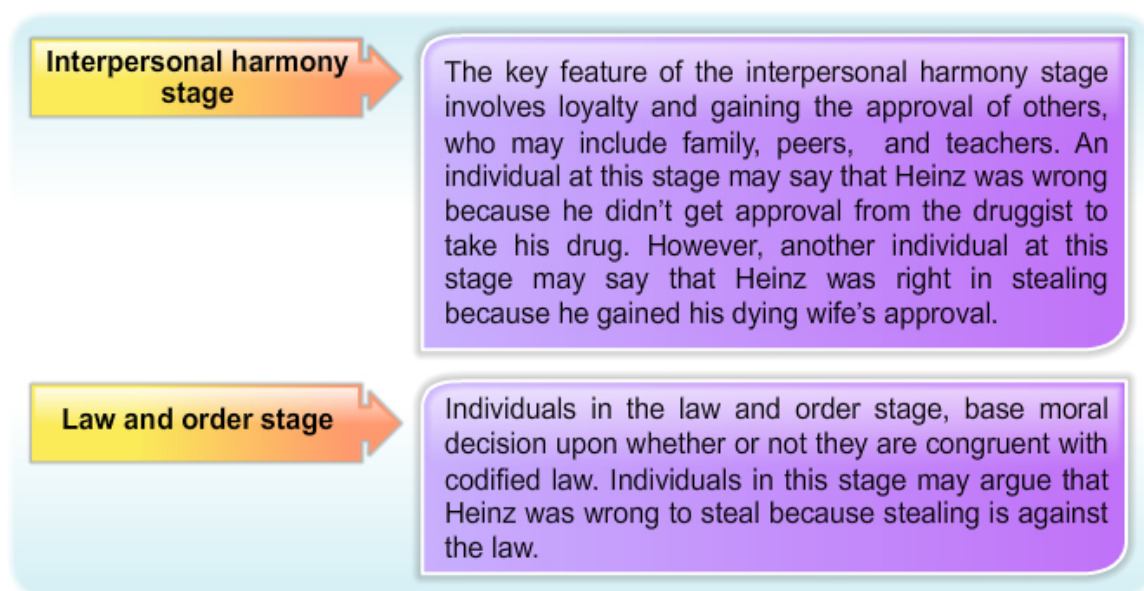 Interpersonal harmony
stage
The key feature of the interpersonal harmony stage
involves loyalty and gaining the approval of others,
who may include family, peers, and teachers. An
individual at this stage may say that Heinz was wrong
because he didn’t get approval from the druggist to
take his drug. However, another individual at this
stage may say that Heinz was right in stealing
because he gained his dying wife’s approval.
Law and order stage
Individuals in the law and order stage, base moral
decision upon whether or not they are congruent with
codified law. Individuals in this stage may argue that
Heinz was wrong to steal because stealing is against
the law.